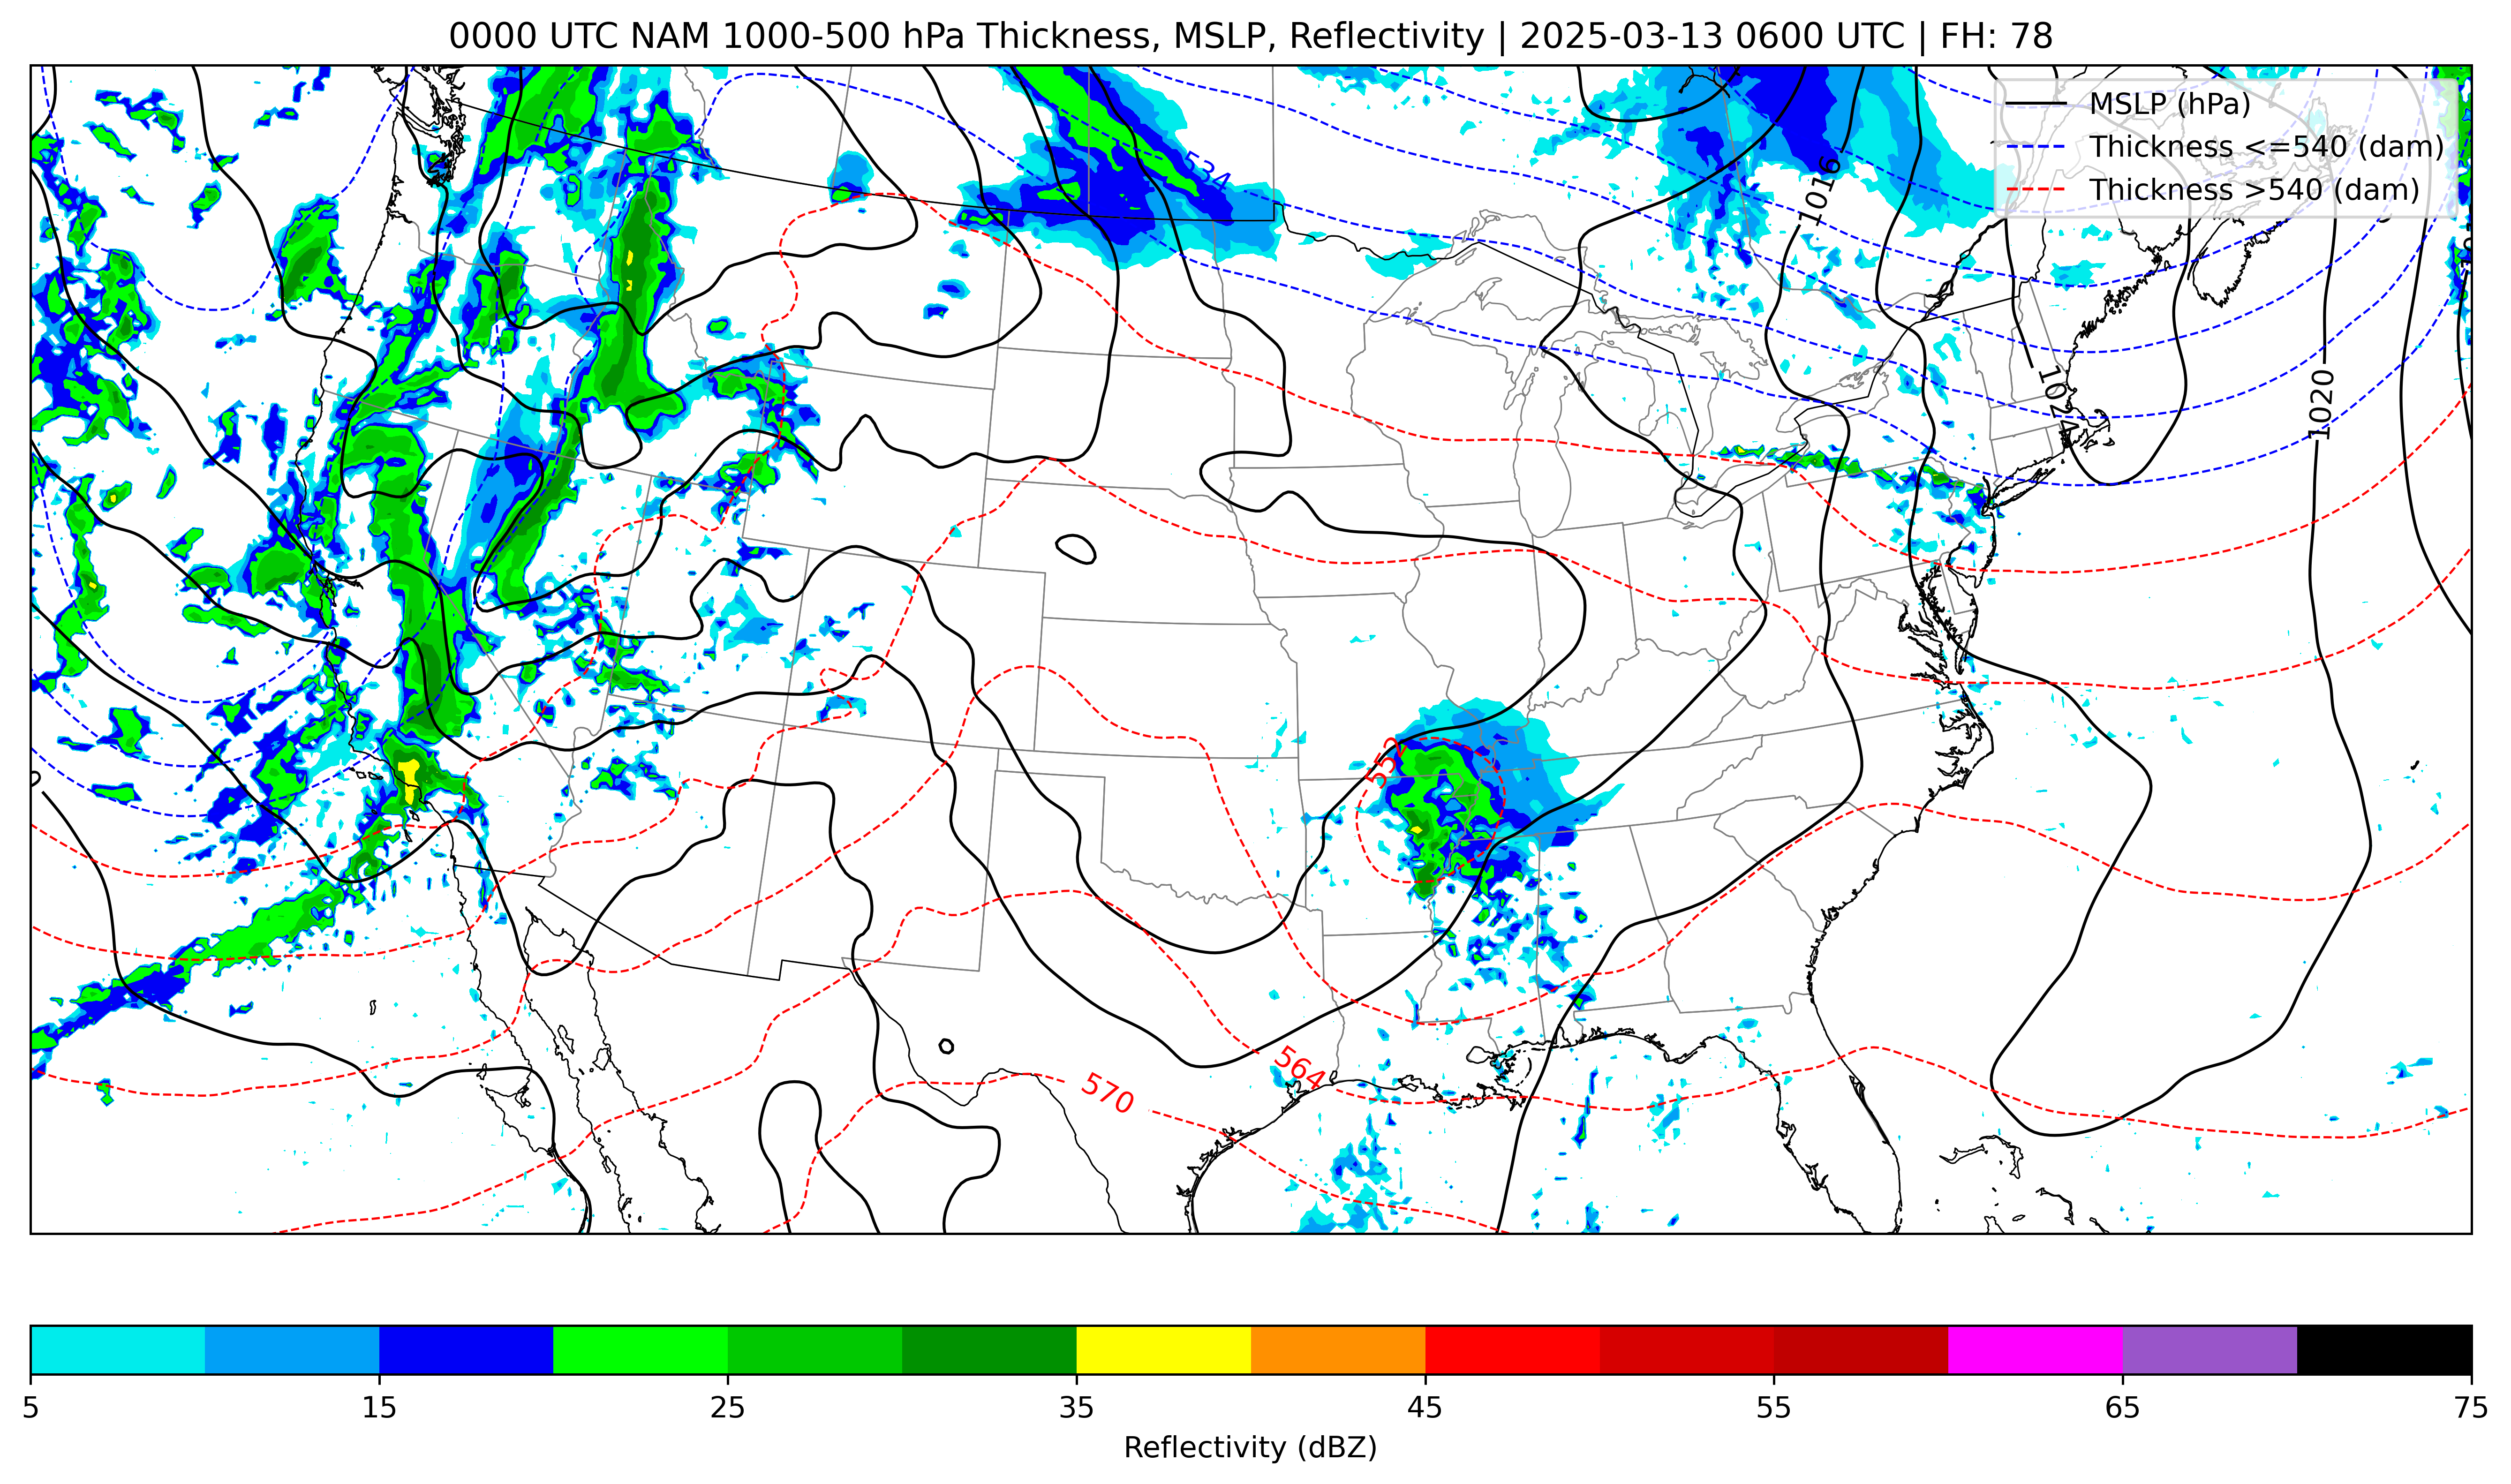 0000 UTC NAM 1000-500 hPa Thickness, MSLP, Reflectivity | 2025-03-13 0600 UTC | FH: 78
MSLP (hPa)
Thickness <=540 (dam)
Thickness >540 (dam)
534
1016
1024
1020
552
564
570
5 15 25 35 45 55 65 75
Reflectivity (dBZ)